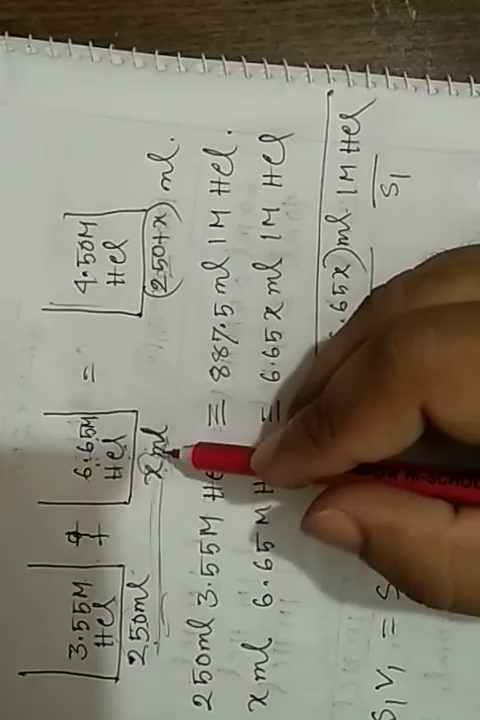 3.55M + 6.65M = 4.50M
HCl HCl HCl
250ml x ml (250+x) ml.
250ml 3.55M HCl ≡ 887.5 ml 1M HCl.
x ml 6.65 M H ≡ 6.65 x ml 1M HCl
.65x) ml 1M HCl
S1
S1V1 = S